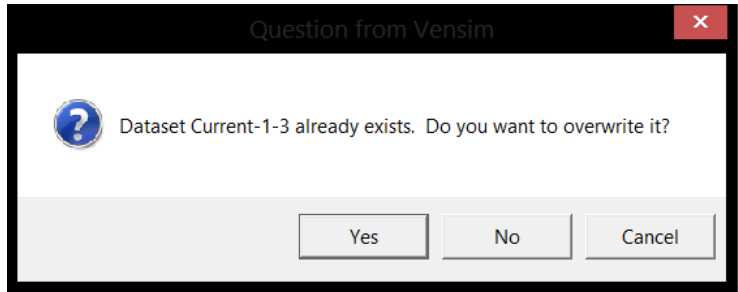 Question from Vensim
Dataset Current-1-3 already exists.  Do you want to overwrite it?
Yes
No
Cancel